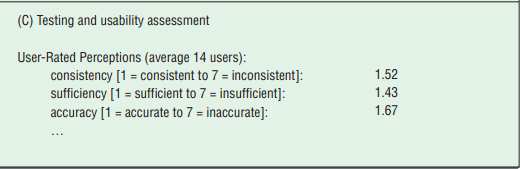 (C) Testing and usability assessment
User-Rated Perceptions (average 14 users):
consistency [1 = consistent to 7 = inconsistent]: 1.52
sufficiency [1 = sufficient to 7 = insufficient]: 1.43
accuracy [1 = accurate to 7 = inaccurate]: 1.67
...